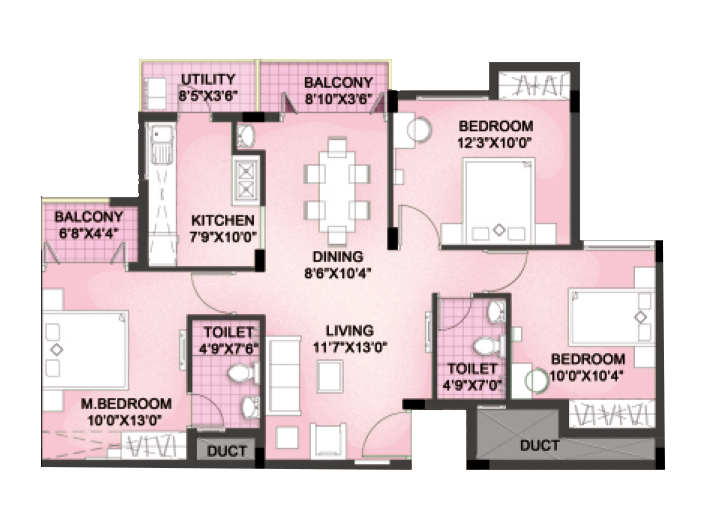 UTILITY
8'5"X3'6"
BALCONY
8'10"X3'6"
BEDROOM
12'3"X10'0"
BALCONY
6'8"X4'4"
KITCHEN
7'9"X10'0"
DINING
8'6"X10'4"
TOILET
4'9"X7'6"
LIVING
11'7"X13'0"
TOILET
4'9"X7'0"
BEDROOM
10'0"X10'4"
M.BEDROOM
10'0"X13'0"
DUCT
DUCT